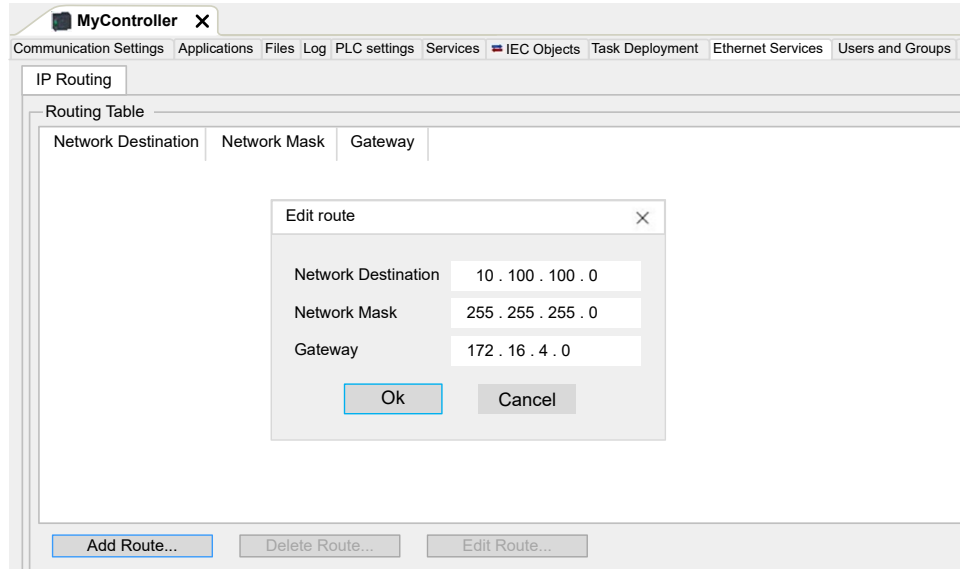 MyController X
Communication Settings Applications Files Log PLC settings Services IEC Objects Task Deployment Ethernet Services Users and Groups
IP Routing
Routing Table
Network Destination Network Mask Gateway
Edit route
Network Destination 10 . 100 . 100 . 0
Network Mask 255 . 255 . 255 . 0
Gateway 172 . 16 . 4 . 0
Ok Cancel
Add Route... Delete Route... Edit Route...